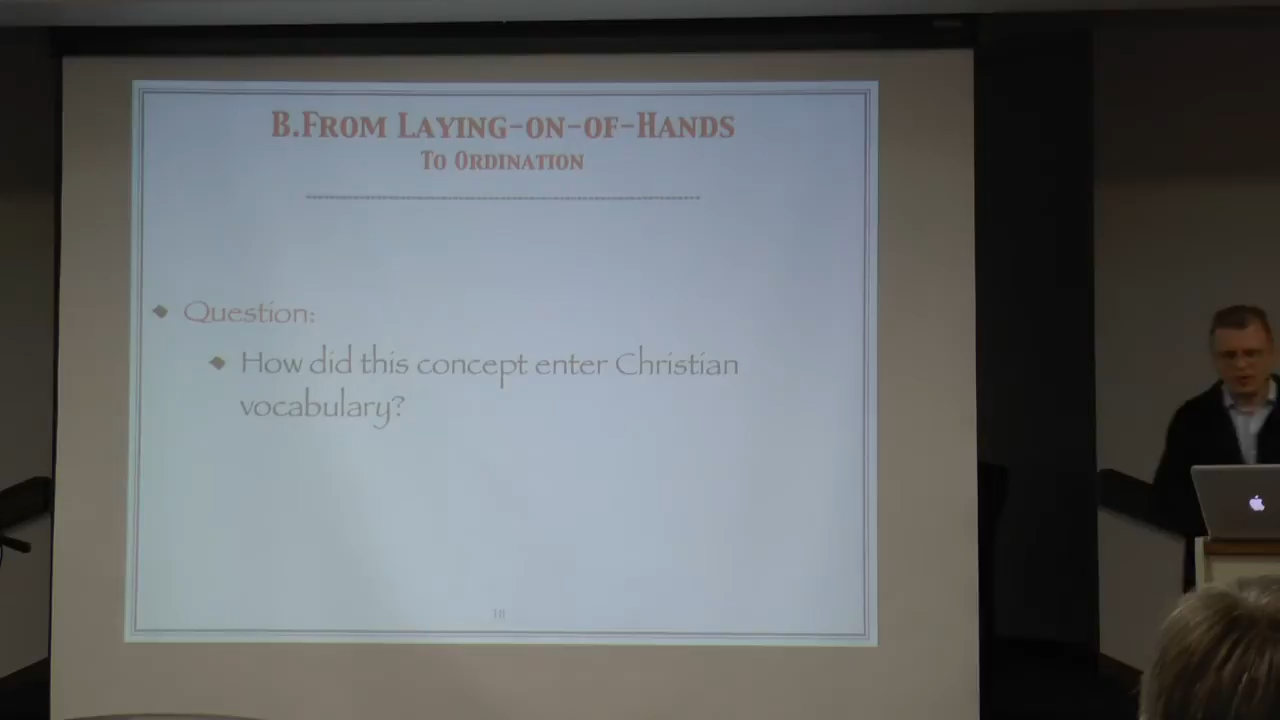 B.From Laying-on-of-Hands
To Ordination
Question:
How did this concept enter Christian
vocabulary?